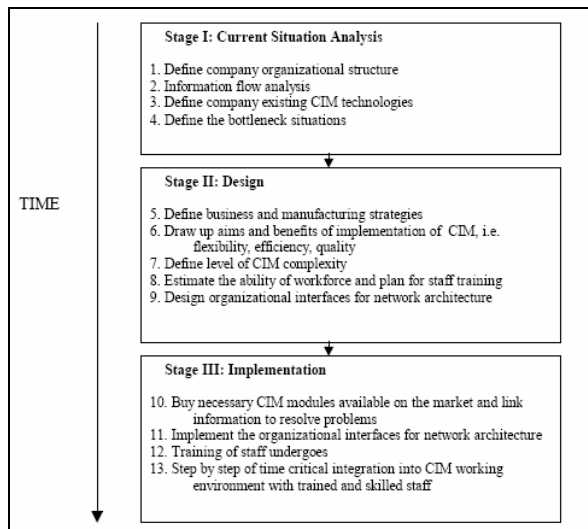 Stage I: Current Situation Analysis
1. Define company organizational structure
2. Information flow analysis
3. Define company existing CIM technologies
4. Define the bottleneck situations
TIME
Stage II: Design
5. Define business and manufacturing strategies
6. Draw up aims and benefits of implementation of CIM, i.e.
flexibility, efficiency, quality
7. Define level of CIM complexity
8. Estimate the ability of workforce and plan for staff training
9. Design organizational interfaces for network architecture
Stage III: Implementation
10. Buy necessary CIM modules available on the market and link
information to resolve problems
11. Implement the organizational interfaces for network architecture
12. Training of staff undergoes
13. Step by step of time critical integration into CIM working
environment with trained and skilled staff